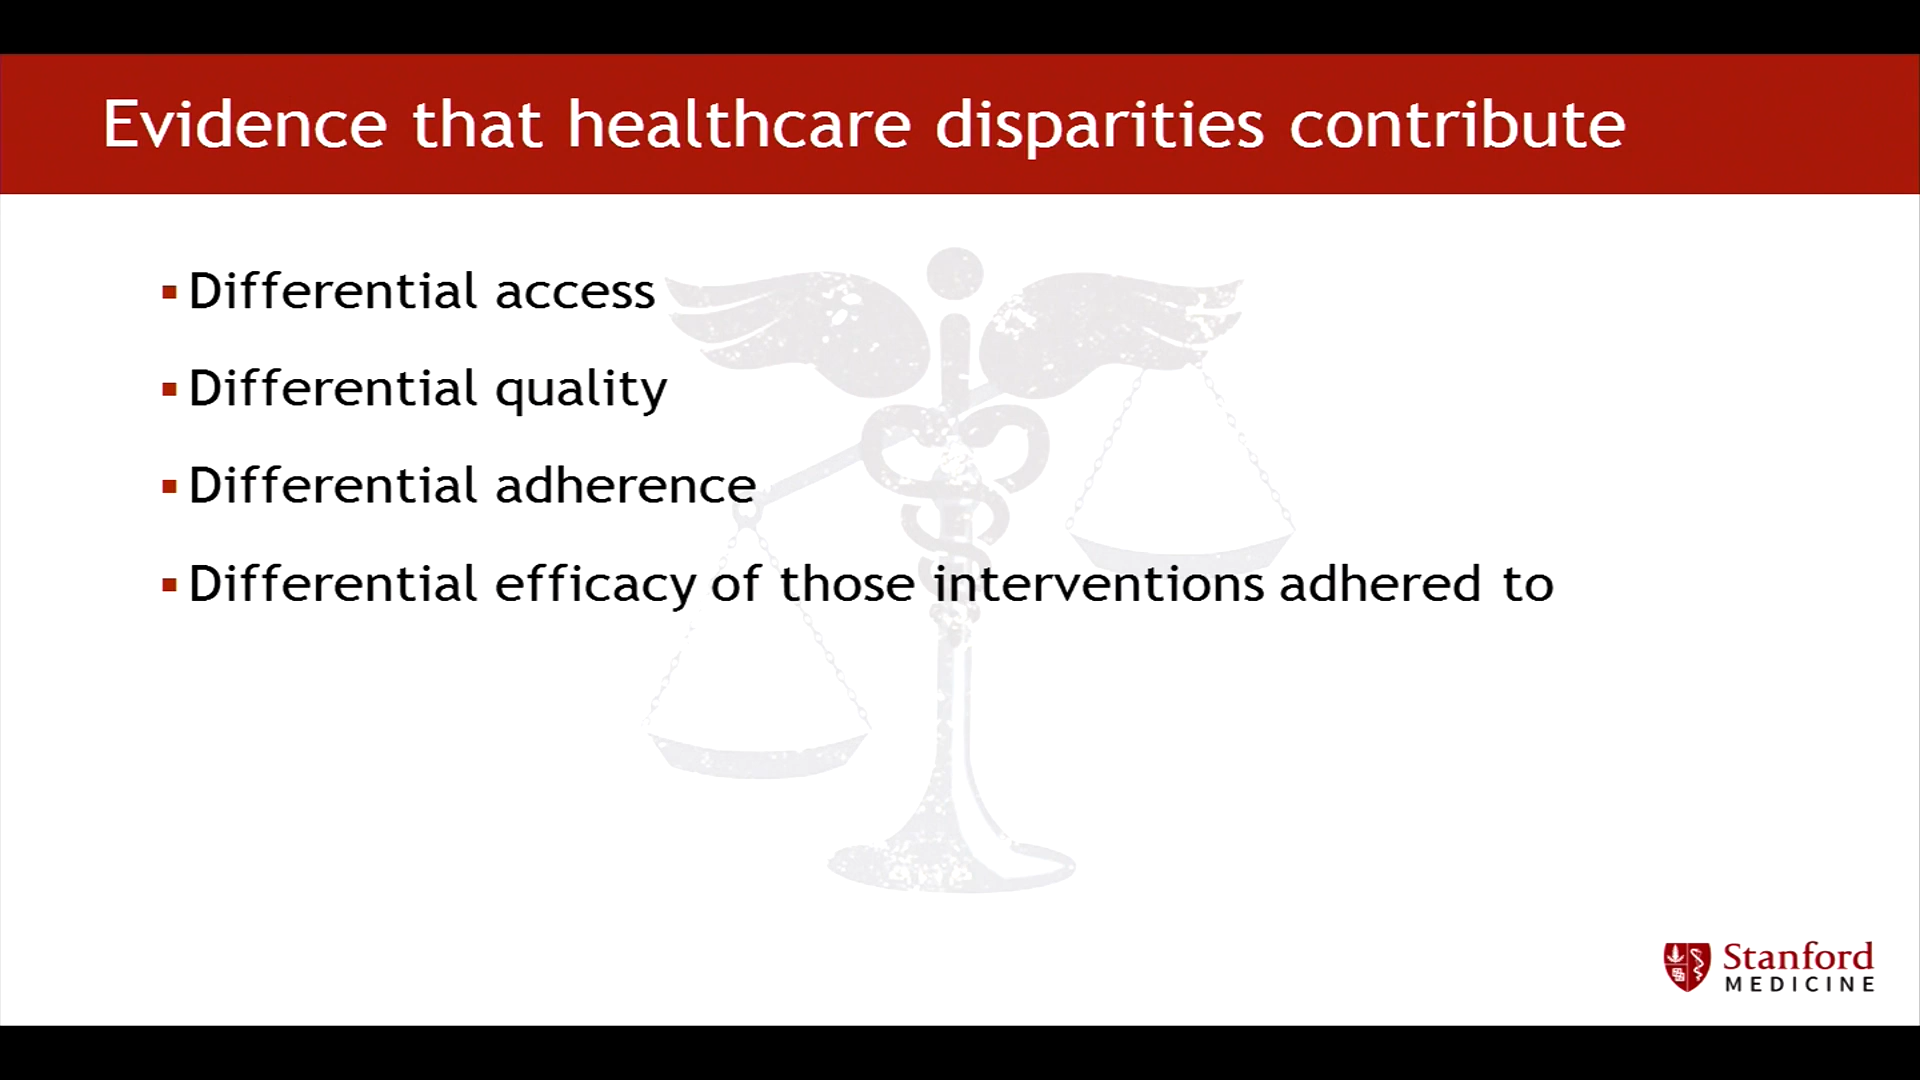 Evidence that healthcare disparities contribute
▪ Differential access
▪ Differential quality
▪ Differential adherence
▪ Differential efficacy of those interventions adhered to
Stanford
MEDICINE